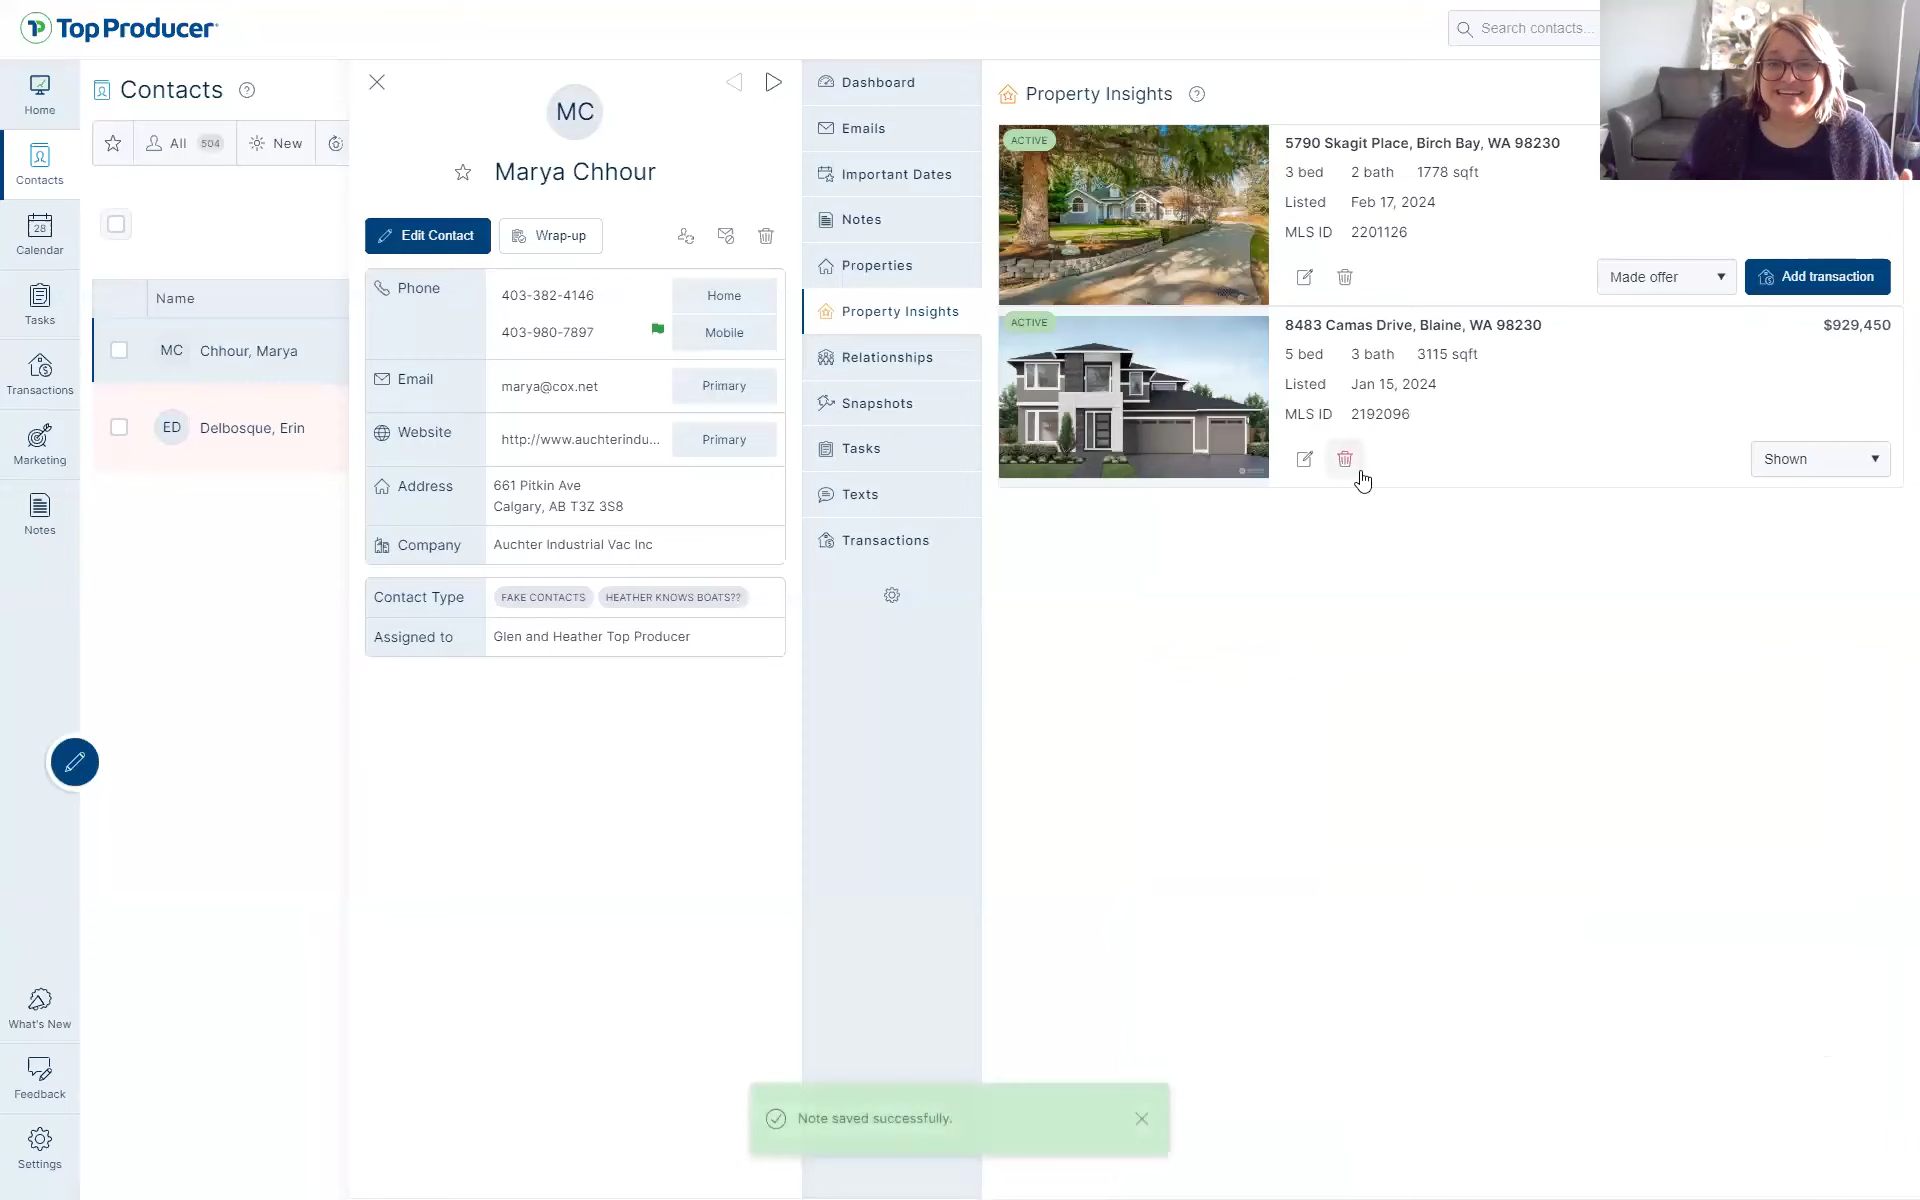 Top Producer
Search contacts...
Home
Contacts
Calendar
28
Tasks
Transactions
Marketing
Notes
What's New
Feedback
Settings
Contacts
All 504
New
Name
MC Chhour, Marya
ED Delbosque, Erin
MC
Marya Chhour
Edit Contact
Wrap-up
Phone
403-382-4146 Home
403-980-7897 Mobile
Email
marya@cox.net Primary
Website
http://www.auchterindu... Primary
Address
661 Pitkin Ave
Calgary, AB T3Z 3S8
Company
Auchter Industrial Vac Inc
Contact Type
FAKE CONTACTS HEATHER KNOWS BOATS??
Assigned to
Glen and Heather Top Producer
Dashboard
Emails
Important Dates
Notes
Properties
Property Insights
Relationships
Snapshots
Tasks
Texts
Transactions
Property Insights
ACTIVE
5790 Skagit Place, Birch Bay, WA 98230
3 bed 2 bath 1778 sqft
Listed Feb 17, 2024
MLS ID 2201126
Made offer
Add transaction
ACTIVE
8483 Camas Drive, Blaine, WA 98230
$929,450
5 bed 3 bath 3115 sqft
Listed Jan 15, 2024
MLS ID 2192096
Shown
Note saved successfully.